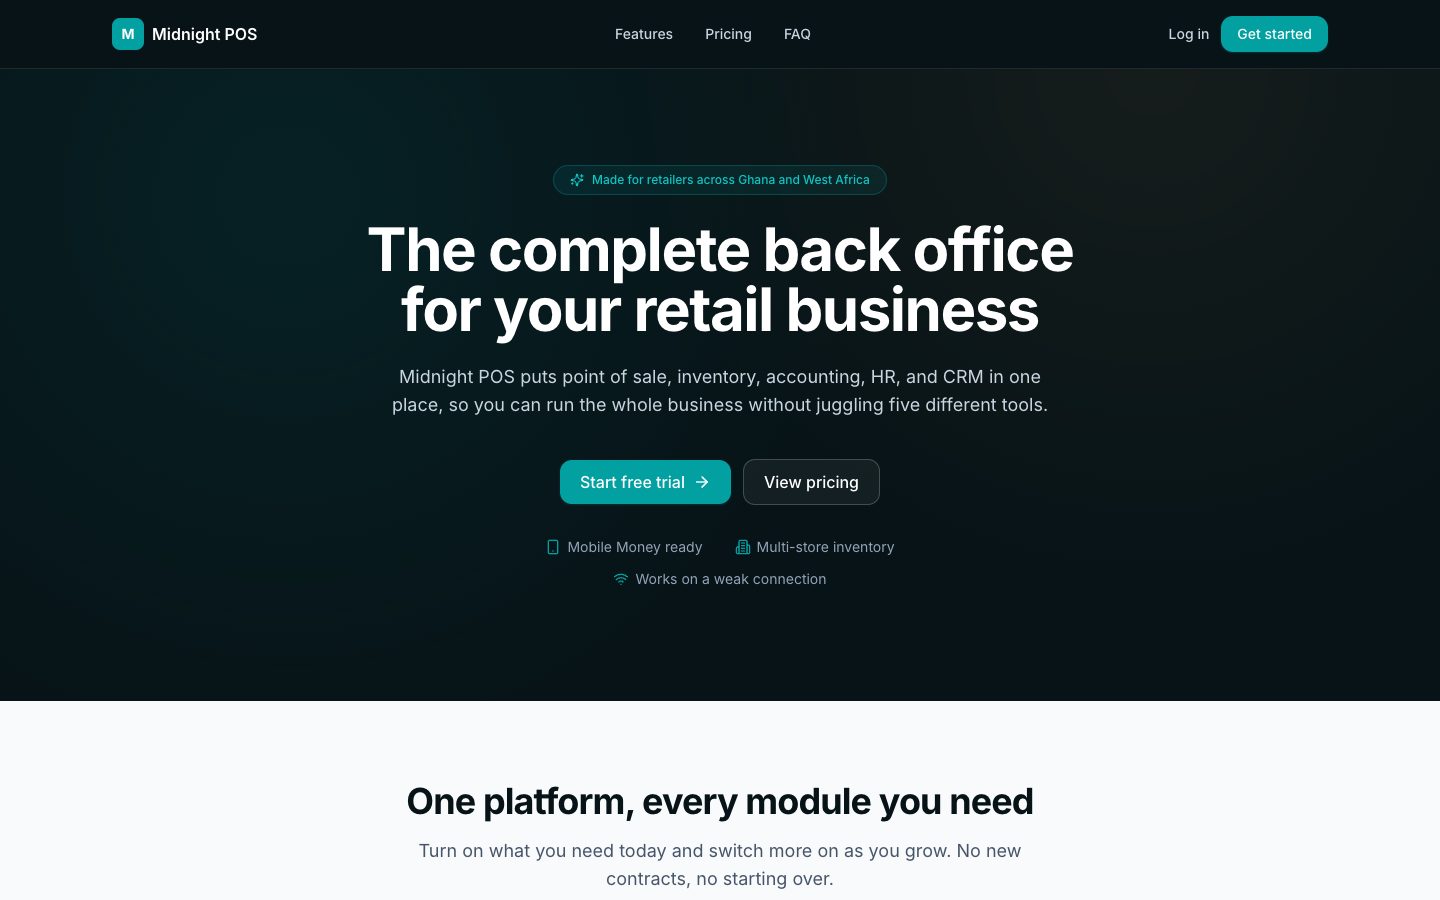 M Midnight POS Features Pricing FAQ Log in Get started
Made for retailers across Ghana and West Africa
The complete back office
for your retail business
Midnight POS puts point of sale, inventory, accounting, HR, and CRM in one
place, so you can run the whole business without juggling five different tools.
Start free trial View pricing
Mobile Money ready Multi-store inventory
Works on a weak connection
One platform, every module you need
Turn on what you need today and switch more on as you grow. No new
contracts, no starting over.